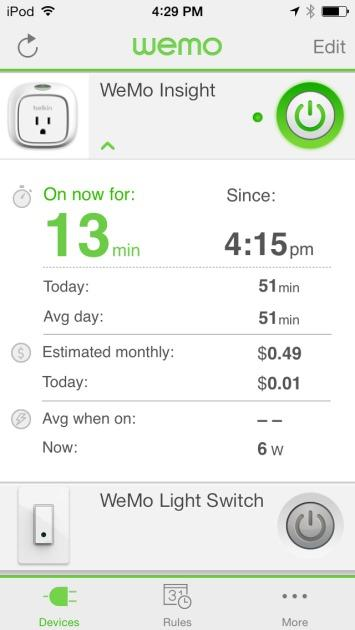 iPod 4:29 PM
wemo Edit
belkin
WeMo Insight
On now for: Since:
13 min 4:15pm
Today: 51min
Avg day: 51min
$ Estimated monthly: $0.49
Today: $0.01
Avg when on: – –
Now: 6 W
WeMo Light Switch
31
Devices Rules More